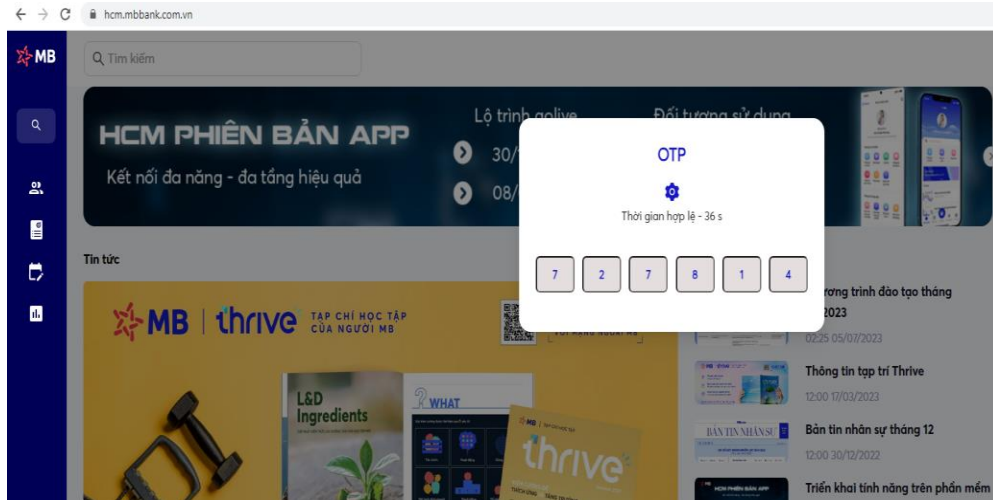 hcm.mbbank.com.vn
MB
Tìm kiếm
HCM PHIÊN BẢN APP
Kết nối đa năng - đa tầng hiệu quả
Lộ trình golive
Đối tượng sử dụng
30/
08/
OTP
Thời gian hợp lệ - 36 s
7 2 7 8 1 4
Tin tức
MB thrive TẠP CHÍ HỌC TẬP
CỦA NGƯỜI MB
L&D
Ingredients
WHAT
thrive
trình đào tạo tháng
2023
02:25 05/07/2023
Thông tin tạp trí Thrive
12:00 17/03/2023
BẢN TIN NHÂN SỰ
Bản tin nhân sự tháng 12
12:00 30/12/2022
HCM PHIÊN BẢN APP
Triển khai tính năng trên phần mềm